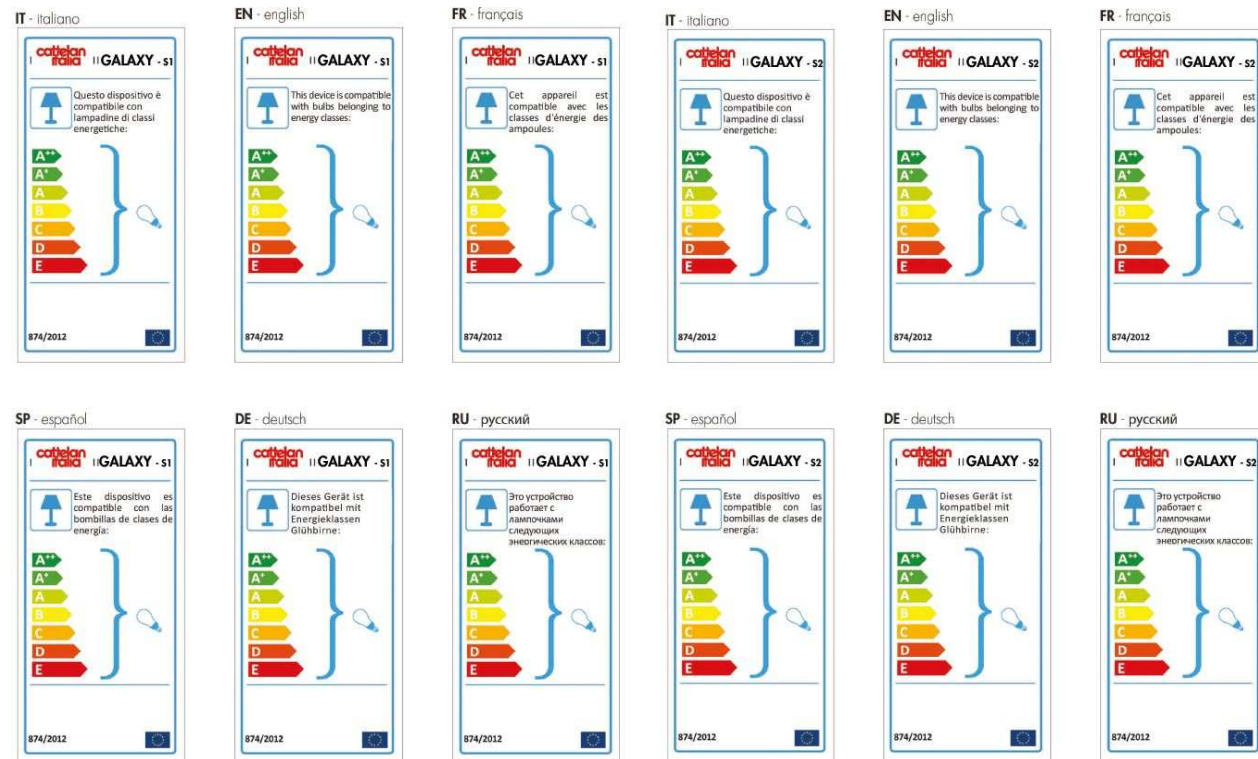 IT - italiano
cattelan
italia
GALAXY - S1
Questo dispositivo è
compatibile con
lampadine di classi
energetiche:
A++
A+
A
B
C
D
E
874/2012
EN - english
cattelan
italia
GALAXY - S1
This device is compatible
with bulbs belonging to
energy classes:
A++
A+
A
B
C
D
E
874/2012
FR - français
cattelan
italia
GALAXY - S1
Cet appareil est
compatible avec les
classes d'énergie des
ampoules:
A++
A+
A
B
C
D
E
874/2012
IT - italiano
cattelan
italia
GALAXY - S2
Questo dispositivo è
compatibile con
lampadine di classi
energetiche:
A++
A+
A
B
C
D
E
874/2012
EN - english
cattelan
italia
GALAXY - S2
This device is compatible
with bulbs belonging to
energy classes:
A++
A+
A
B
C
D
E
874/2012
FR - français
cattelan
italia
GALAXY - S2
Cet appareil est
compatible avec les
classes d'énergie des
ampoules:
A++
A+
A
B
C
D
E
874/2012
SP - español
cattelan
italia
GALAXY - S1
Este dispositivo es
compatible con las
bombillas de clases de
energía:
A++
A+
A
B
C
D
E
874/2012
DE - deutsch
cattelan
italia
GALAXY - S1
Dieses Gerät ist
kompatibel mit
Energieklassen
Glühbirne:
A++
A+
A
B
C
D
E
874/2012
RU - русский
cattelan
italia
GALAXY - S1
Это устройство
работает с
лампочками
следующих
энергических классов:
A++
A+
A
B
C
D
E
874/2012
SP - español
cattelan
italia
GALAXY - S2
Este dispositivo es
compatible con las
bombillas de clases de
energía:
A++
A+
A
B
C
D
E
874/2012
DE - deutsch
cattelan
italia
GALAXY - S2
Dieses Gerät ist
kompatibel mit
Energieklassen
Glühbirne:
A++
A+
A
B
C
D
E
874/2012
RU - русский
cattelan
italia
GALAXY - S2
Это устройство
работает с
лампочками
следующих
энергических классов:
A++
A+
A
B
C
D
E
874/2012